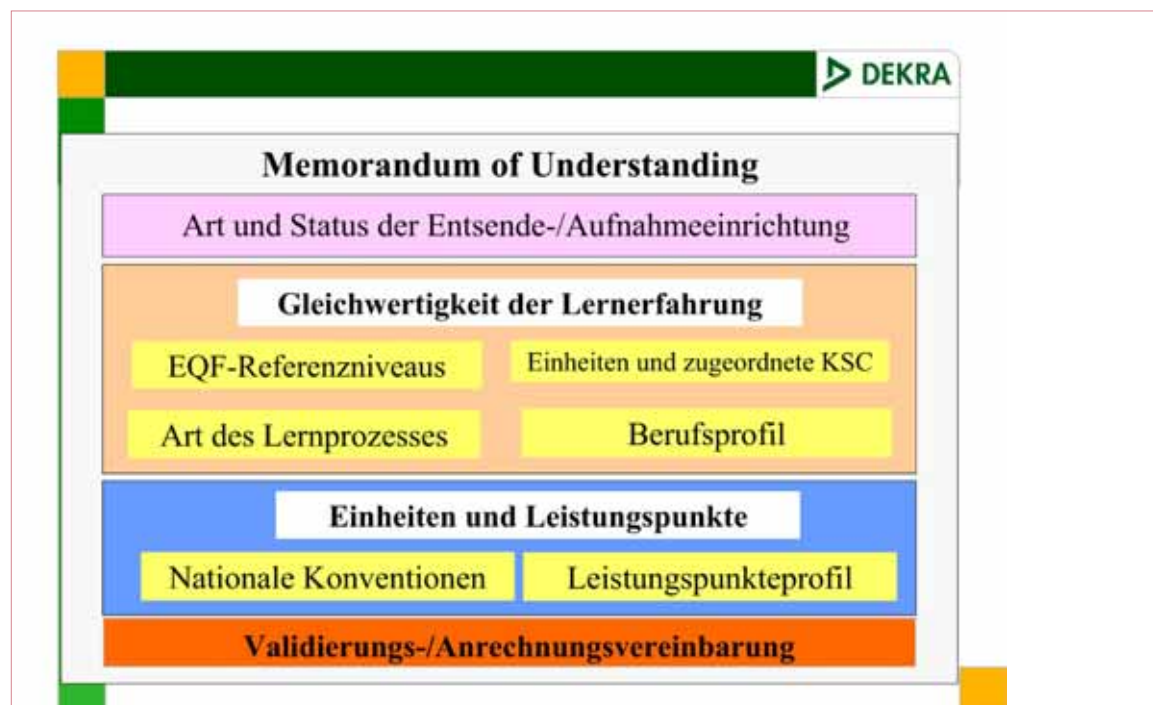 DEKRA
Memorandum of Understanding
Art und Status der Entsende-/Aufnahmeeinrichtung
Gleichwertigkeit der Lernerfahrung
EQF-Referenzniveaus
Einheiten und zugeordnete KSC
Art des Lernprozesses
Berufsprofil
Einheiten und Leistungspunkte
Nationale Konventionen
Leistungspunkteprofil
Validierungs-/Anrechnungsvereinbarung